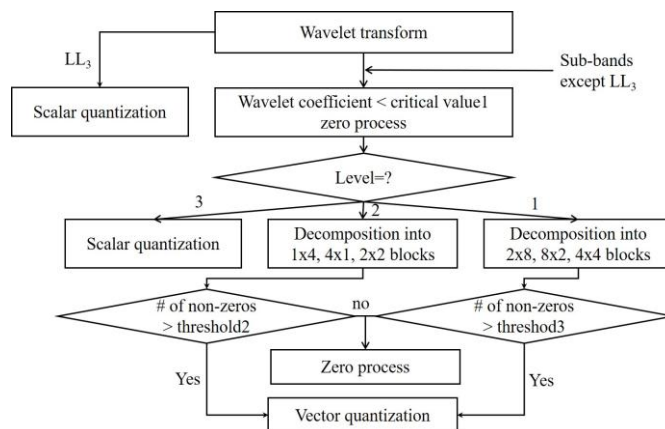 Wavelet transform
LL3
Sub-bands
except LL3
Scalar quantization
Wavelet coefficient < critical value1
zero process
Level=?
3
2
1
Scalar quantization
Decomposition into
1x4, 4x1, 2x2 blocks
Decomposition into
2x8, 8x2, 4x4 blocks
# of non-zeros
> threshold2
no
# of non-zeros
> threshod3
Zero process
Yes
Yes
Vector quantization